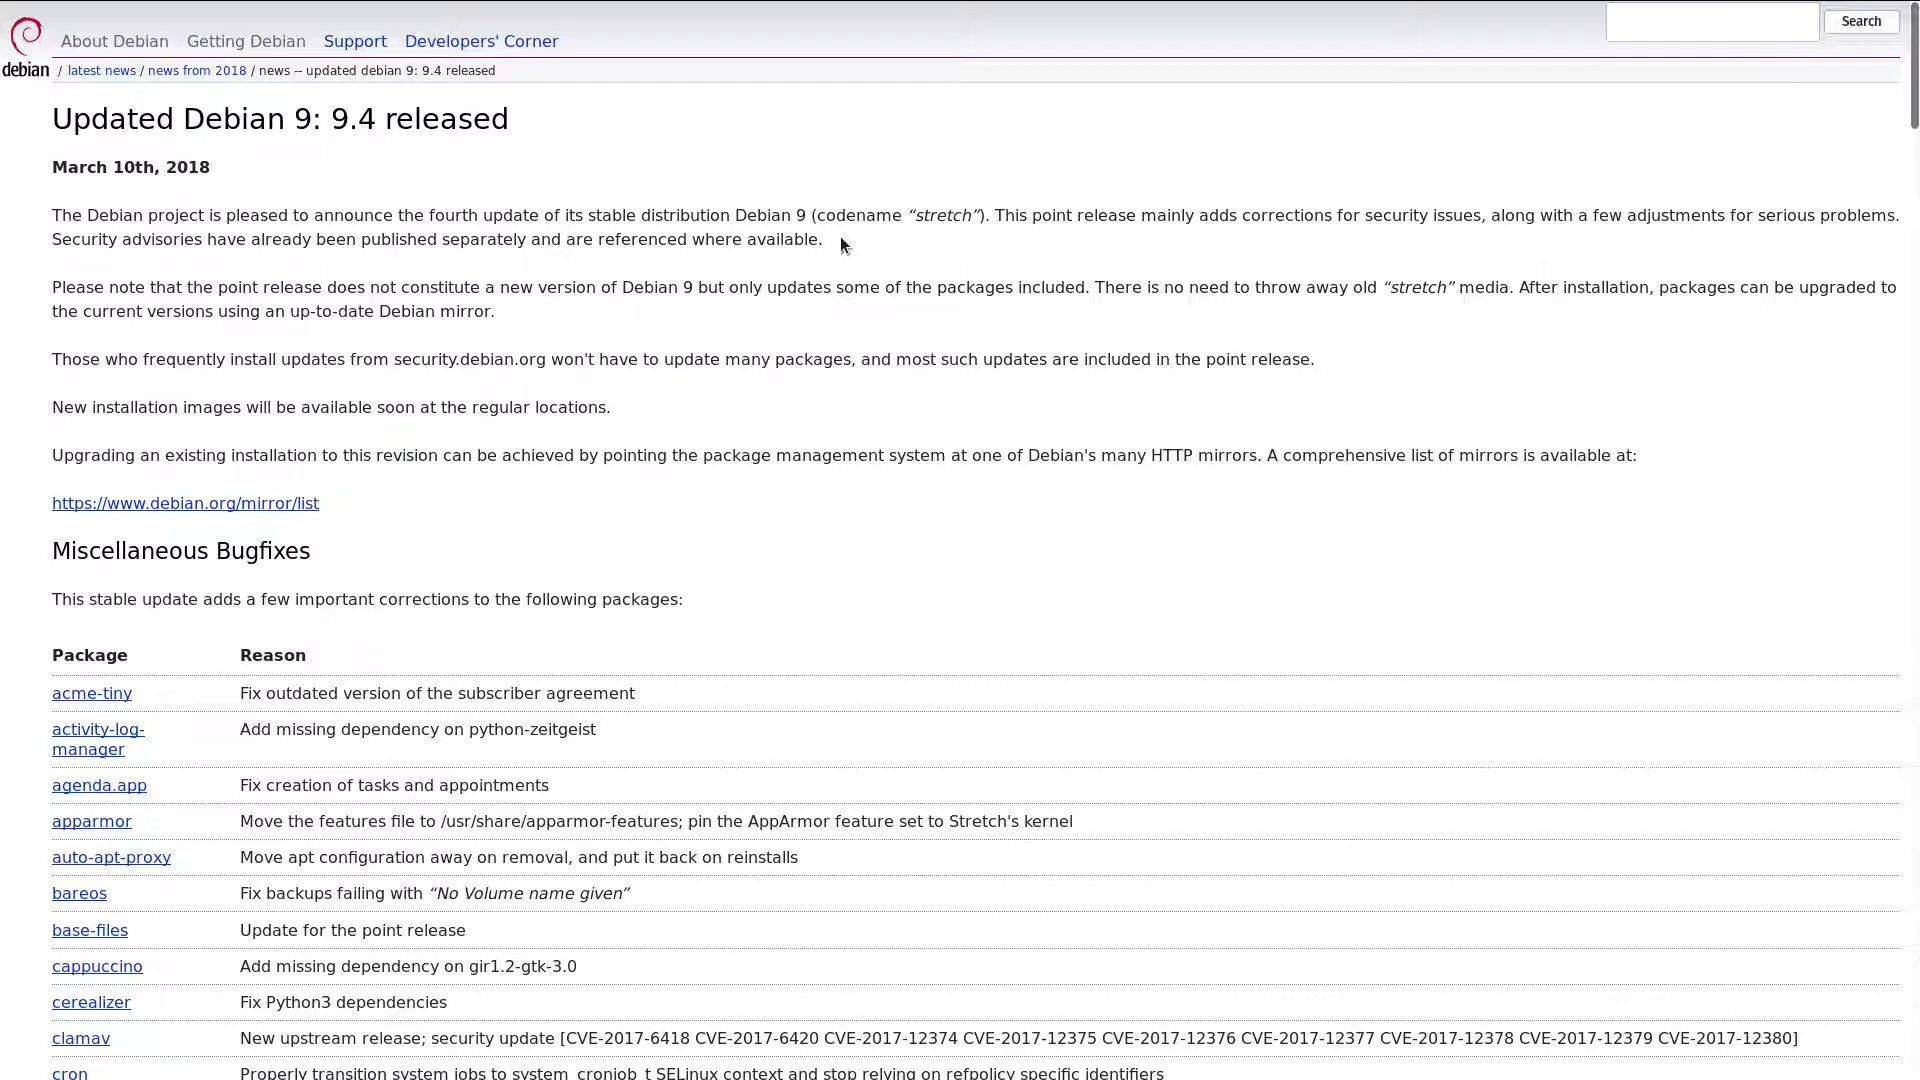 Search
About Debian Getting Debian Support Developers' Corner
debian / latest news / news from 2018 / news -- updated debian 9: 9.4 released
Updated Debian 9: 9.4 released
March 10th, 2018
The Debian project is pleased to announce the fourth update of its stable distribution Debian 9 (codename “stretch”). This point release mainly adds corrections for security issues, along with a few adjustments for serious problems.
Security advisories have already been published separately and are referenced where available.
Please note that the point release does not constitute a new version of Debian 9 but only updates some of the packages included. There is no need to throw away old “stretch” media. After installation, packages can be upgraded to
the current versions using an up-to-date Debian mirror.
Those who frequently install updates from security.debian.org won't have to update many packages, and most such updates are included in the point release.
New installation images will be available soon at the regular locations.
Upgrading an existing installation to this revision can be achieved by pointing the package management system at one of Debian's many HTTP mirrors. A comprehensive list of mirrors is available at:
https://www.debian.org/mirror/list
Miscellaneous Bugfixes
This stable update adds a few important corrections to the following packages:
Package Reason
acme-tiny Fix outdated version of the subscriber agreement
activity-log- Add missing dependency on python-zeitgeist
manager
agenda.app Fix creation of tasks and appointments
apparmor Move the features file to /usr/share/apparmor-features; pin the AppArmor feature set to Stretch's kernel
auto-apt-proxy Move apt configuration away on removal, and put it back on reinstalls
bareos Fix backups failing with “No Volume name given”
base-files Update for the point release
cappuccino Add missing dependency on gir1.2-gtk-3.0
cerealizer Fix Python3 dependencies
clamav New upstream release; security update [CVE-2017-6418 CVE-2017-6420 CVE-2017-12374 CVE-2017-12375 CVE-2017-12376 CVE-2017-12377 CVE-2017-12378 CVE-2017-12379 CVE-2017-12380]
cron Properly transition system jobs to system_cronjob_t SELinux context and stop relying on refpolicy specific identifiers